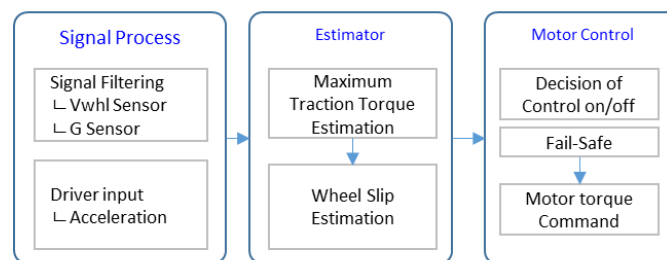 Signal Process
Signal Filtering
ㄴ Vwhl Sensor
ㄴ G Sensor
Driver input
ㄴ Acceleration
Estimator
Maximum
Traction Torque
Estimation
Wheel Slip
Estimation
Motor Control
Decision of
Control on/off
Fail-Safe
Motor torque
Command